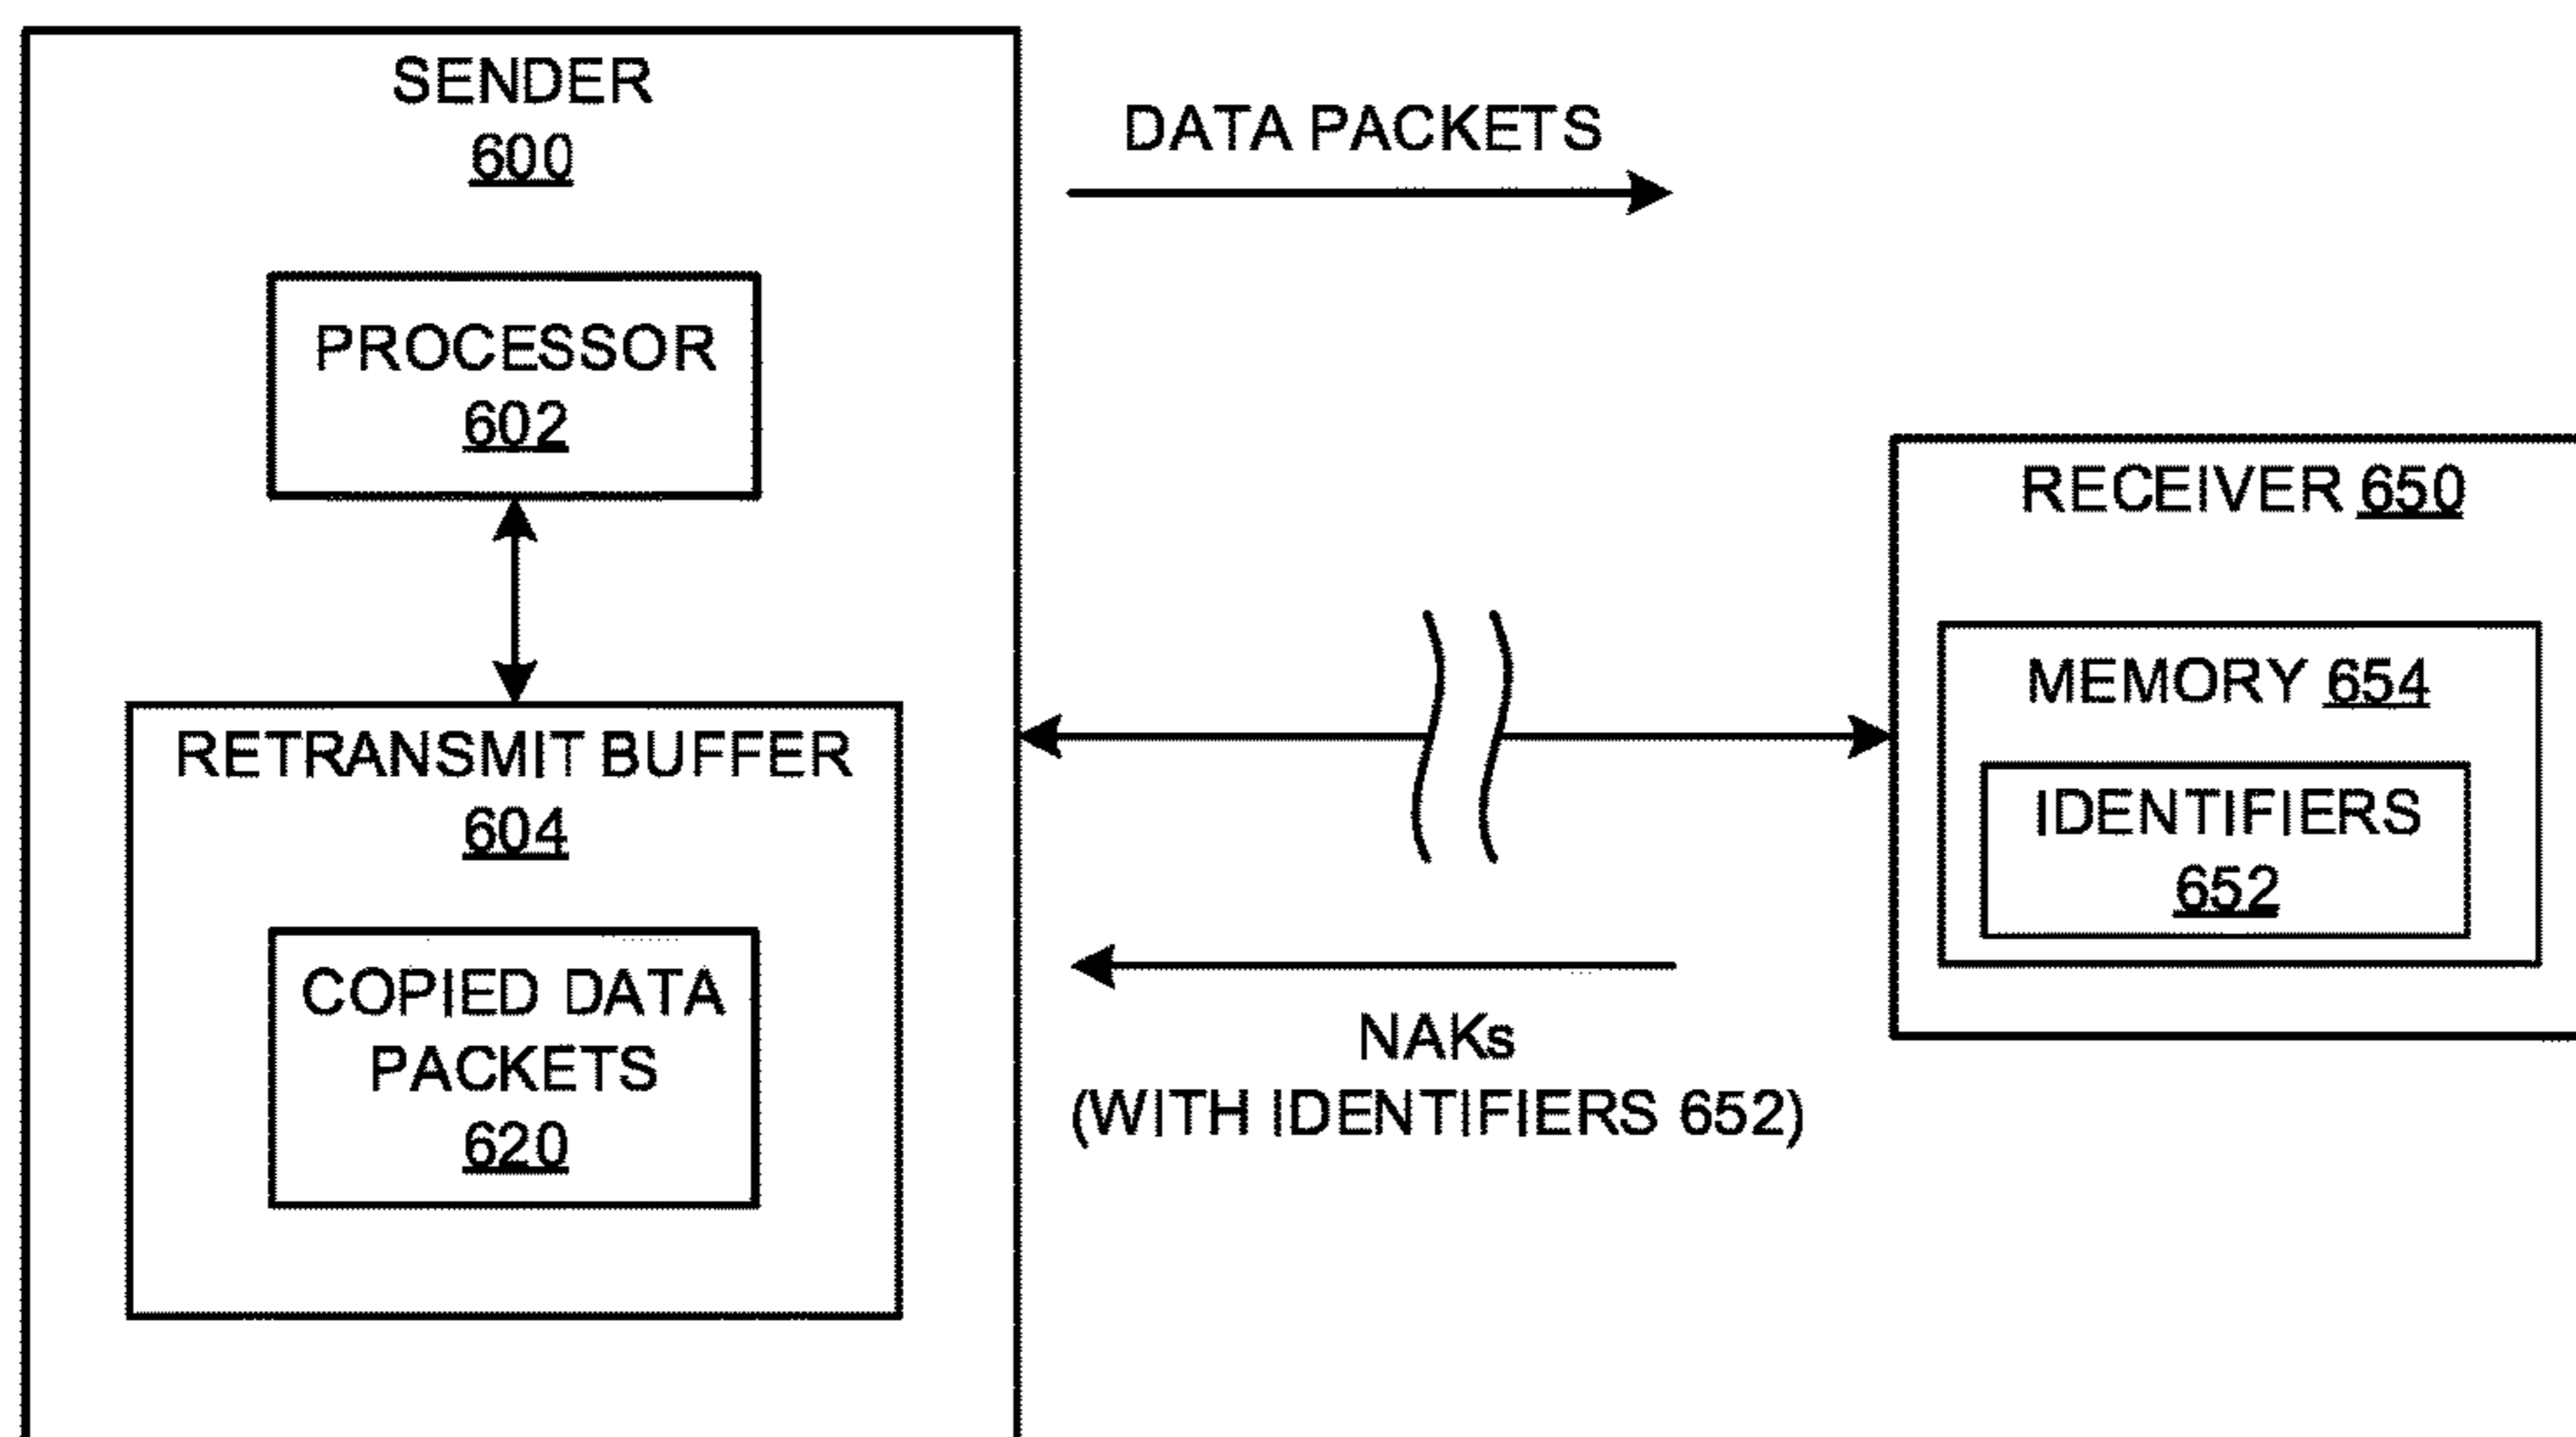 SENDER
600
PROCESSOR
602
RETRANSMIT BUFFER
604
COPIED DATA
PACKETS
620
DATA PACKETS
NAKs
(WITH IDENTIFIERS 652)
RECEIVER 650
MEMORY 654
IDENTIFIERS
652